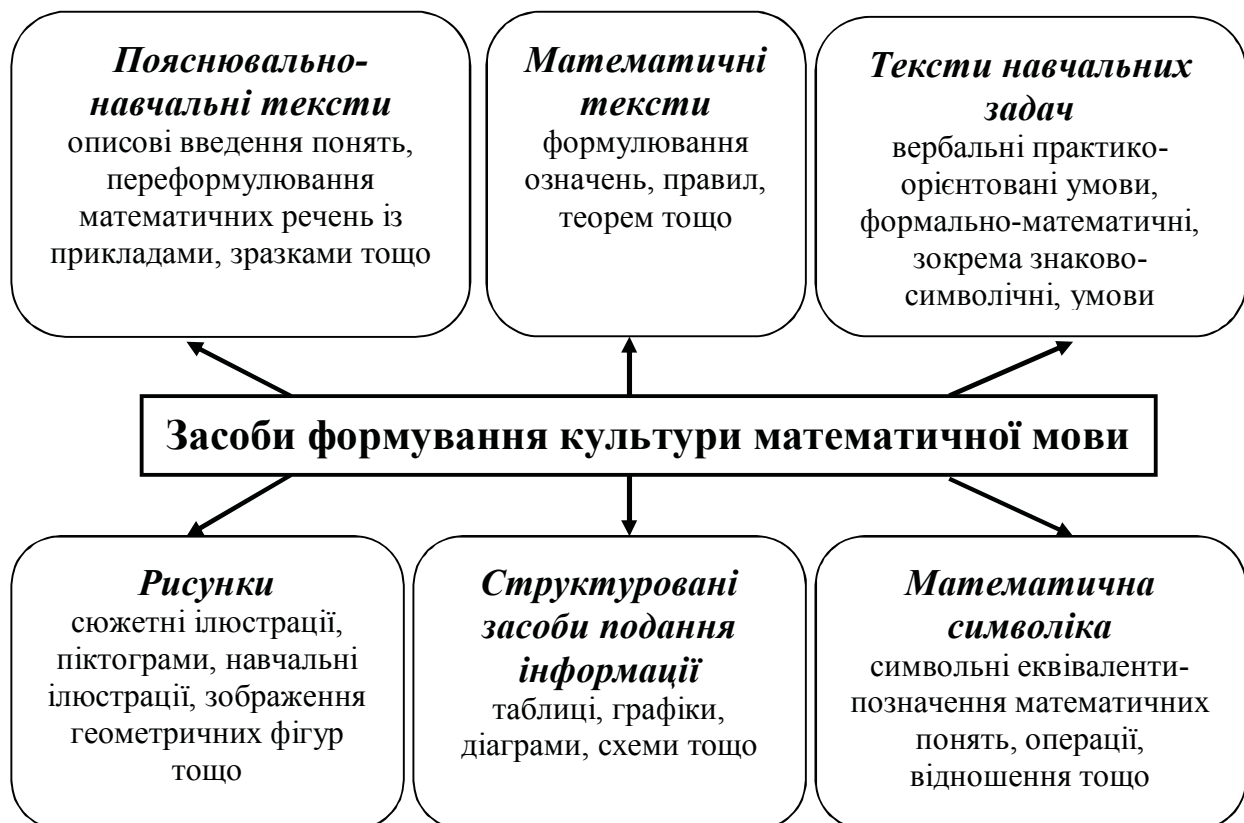 Пояснювально-
навчальні тексти
описові введення понять,
переформулювання
математичних речень із
прикладами, зразками тощо
Математичні
тексти
формулювання
означень, правил,
теорем тощо
Тексти навчальних
задач
вербальні практико-
орієнтовані умови,
формально-математичні,
зокрема знаково-
символічні, умови
Засоби формування культури математичної мови
Рисунки
сюжетні ілюстрації,
піктограми, навчальні
ілюстрації, зображення
геометричних фігур
тощо
Структуровані
засоби подання
інформації
таблиці, графіки,
діаграми, схеми тощо
Математична
символіка
символьні еквіваленти-
позначення математичних
понять, операції,
відношення тощо